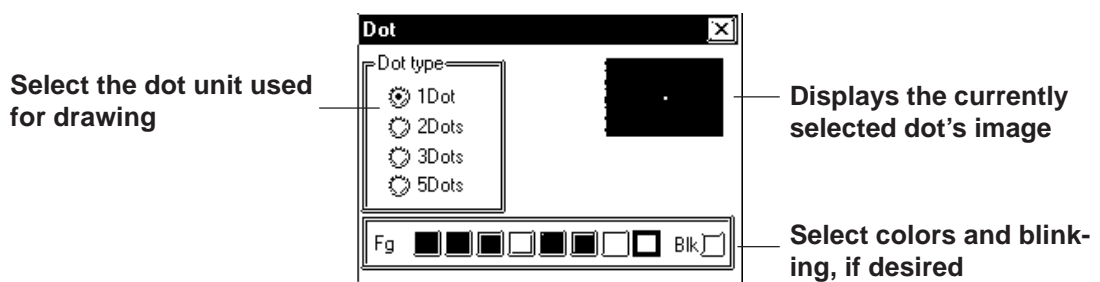 Dot
Select the dot unit used
for drawing
Dot type
1Dot
2Dots
3Dots
5Dots
Displays the currently
selected dot's image
Fg
Blk
Select colors and blink-
ing, if desired